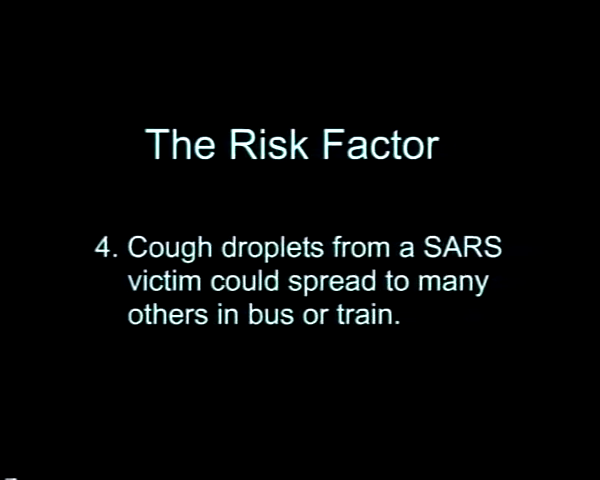 The Risk Factor
4. Cough droplets from a SARS
victim could spread to many
others in bus or train.